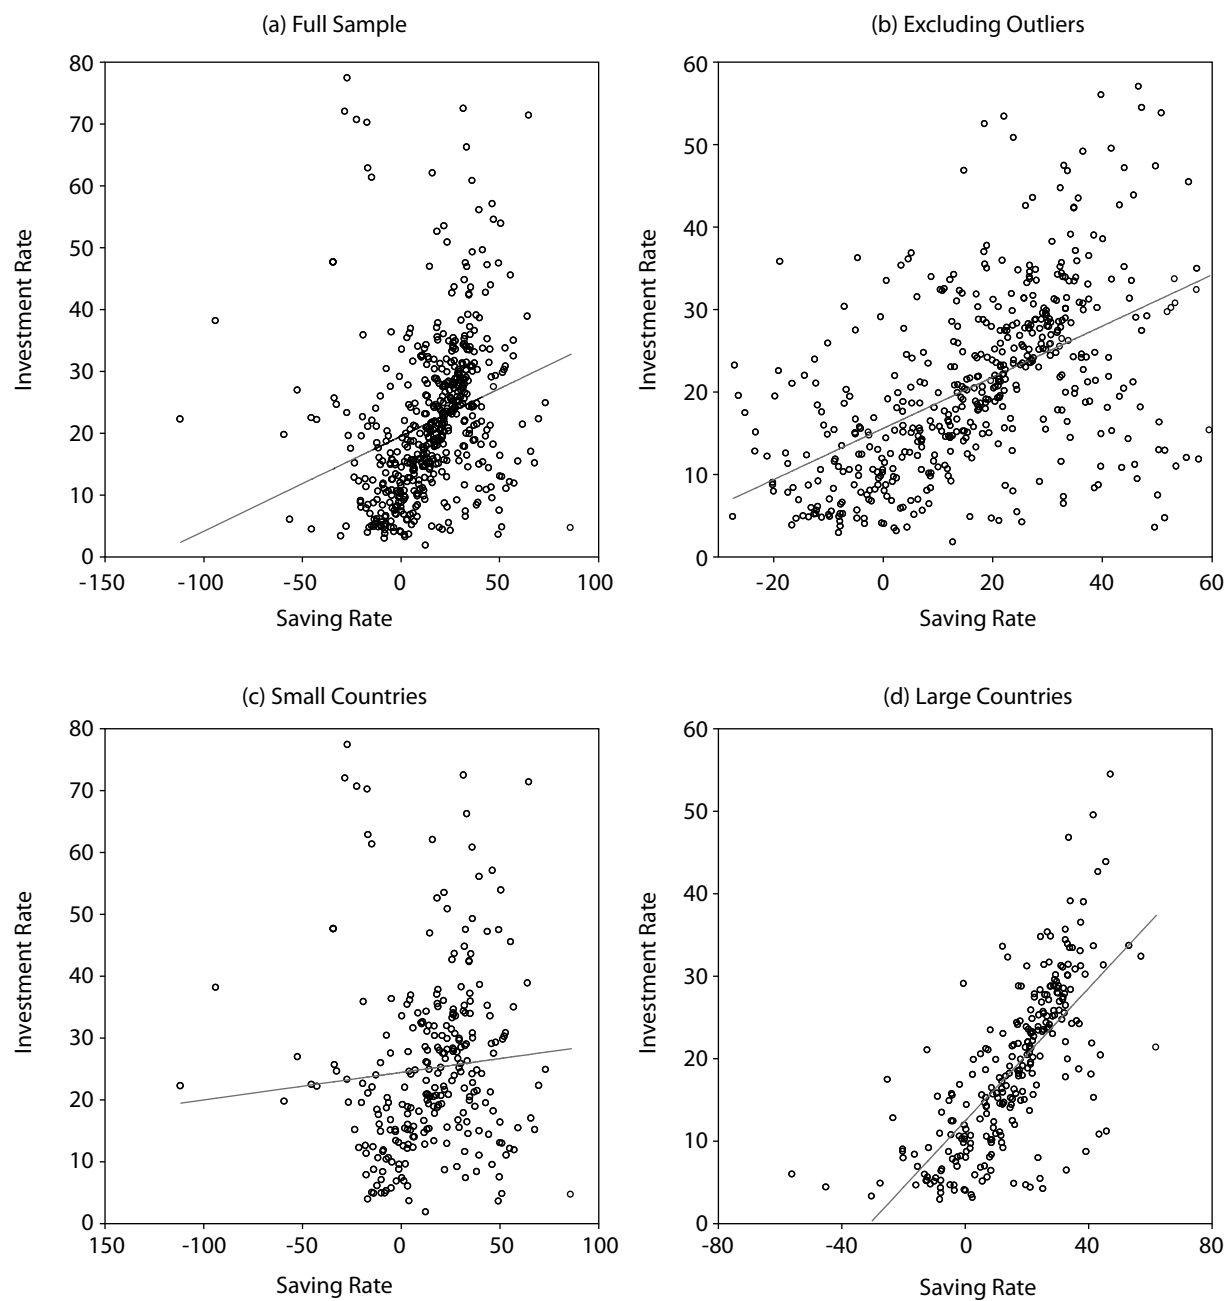 (a) Full Sample
80
70
60
50
40
30
20
10
0
-150 -100 -50 0 50 100
Investment Rate
Saving Rate
(b) Excluding Outliers
60
50
40
30
20
10
0
-20 0 20 40 60
Investment Rate
Saving Rate
(c) Small Countries
80
70
60
50
40
30
20
10
0
150 -100 -50 0 50 100
Investment Rate
Saving Rate
(d) Large Countries
60
50
40
30
20
10
0
-80 -40 0 40 80
Investment Rate
Saving Rate